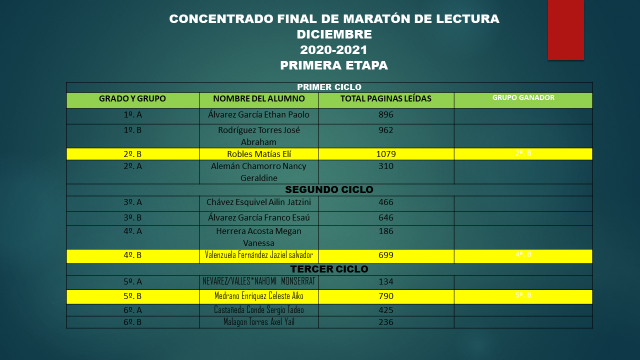 CONCENTRADO FINAL DE MARATÓN DE LECTURA
DICIEMBRE
2020-2021
PRIMERA ETAPA
PRIMER CICLO
GRADO Y GRUPO NOMBRE DEL ALUMNO TOTAL PAGINAS LEÍDAS GRUPO GANADOR
1º. A Álvarez García Ethan Paolo 896
1º. B Rodríguez Torres José Abraham 962
2º. B Robles Matías Elí 1079 2º. B
2º. A Alemán Chamorro Nancy Geraldine 310
SEGUNDO CICLO
3º. A Chávez Esquivel Ailin Jatzini 466
3º. B Álvarez García Franco Esaú 646
4º. A Herrera Acosta Megan Vanessa 186
4º. B Valenzuela Fernández Jaziel salvador 699 4º. B
TERCER CICLO
5º. A NEVAREZ/VALLES*NAHOMI MONSERRAT 134
5º. B Medrano Enríquez Celeste Aiko 790 5º. B
6º. A Castañeda Conde Sergio Tadeo 425
6º. B Malagon Torres Axel Yail 236